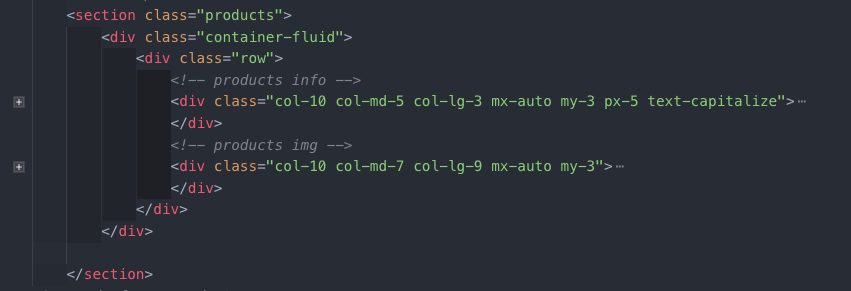 <section class="products">
<div class="container-fluid">
<div class="row">
<!-- products info -->
<div class="col-10 col-md-5 col-lg-3 mx-auto my-3 px-5 text-capitalize">⋯
</div>
<!-- products img -->
<div class="col-10 col-md-7 col-lg-9 mx-auto my-3">⋯
</div>
</div>
</div>
</section>